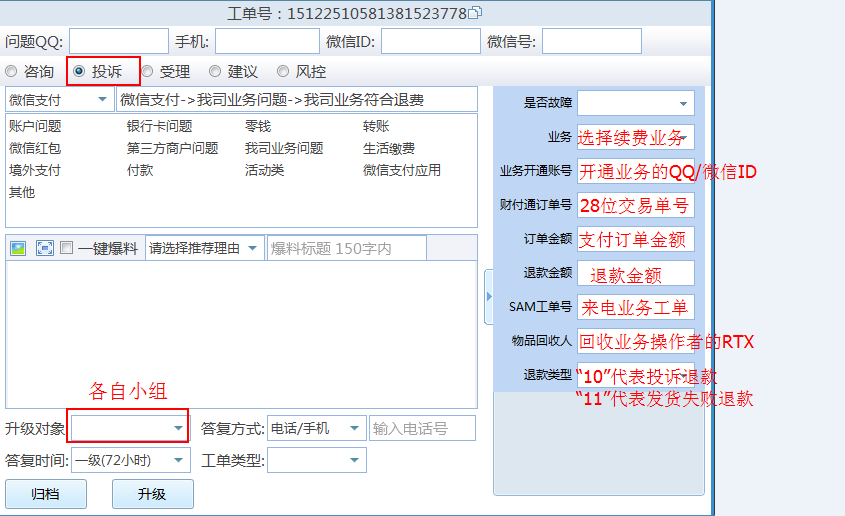 工单号：15122510581381523778
问题QQ: 手机: 微信ID: 微信号:
咨询 投诉 受理 建议 风控
微信支付 微信支付->我司业务问题->我司业务符合退费
账户问题 银行卡问题 零钱 转账
微信红包 第三方商户问题 我司业务问题 生活缴费
境外支付 付款 活动类 微信支付应用
其他
一键爆料 请选择推荐理由 爆料标题 150字内
各自小组
升级对象 答复方式: 电话/手机 输入电话号
答复时间: 一级(72小时) 工单类型:
归档 升级
是否故障
业务 选择续费业务
业务开通账号 开通业务的QQ/微信ID
财付通订单号 28位交易单号
订单金额 支付订单金额
退款金额 退款金额
SAM工单号 来电业务工单
物品回收人 回收业务操作者的RTX
退款类型 “10”代表投诉退款
“11”代表发货失败退款